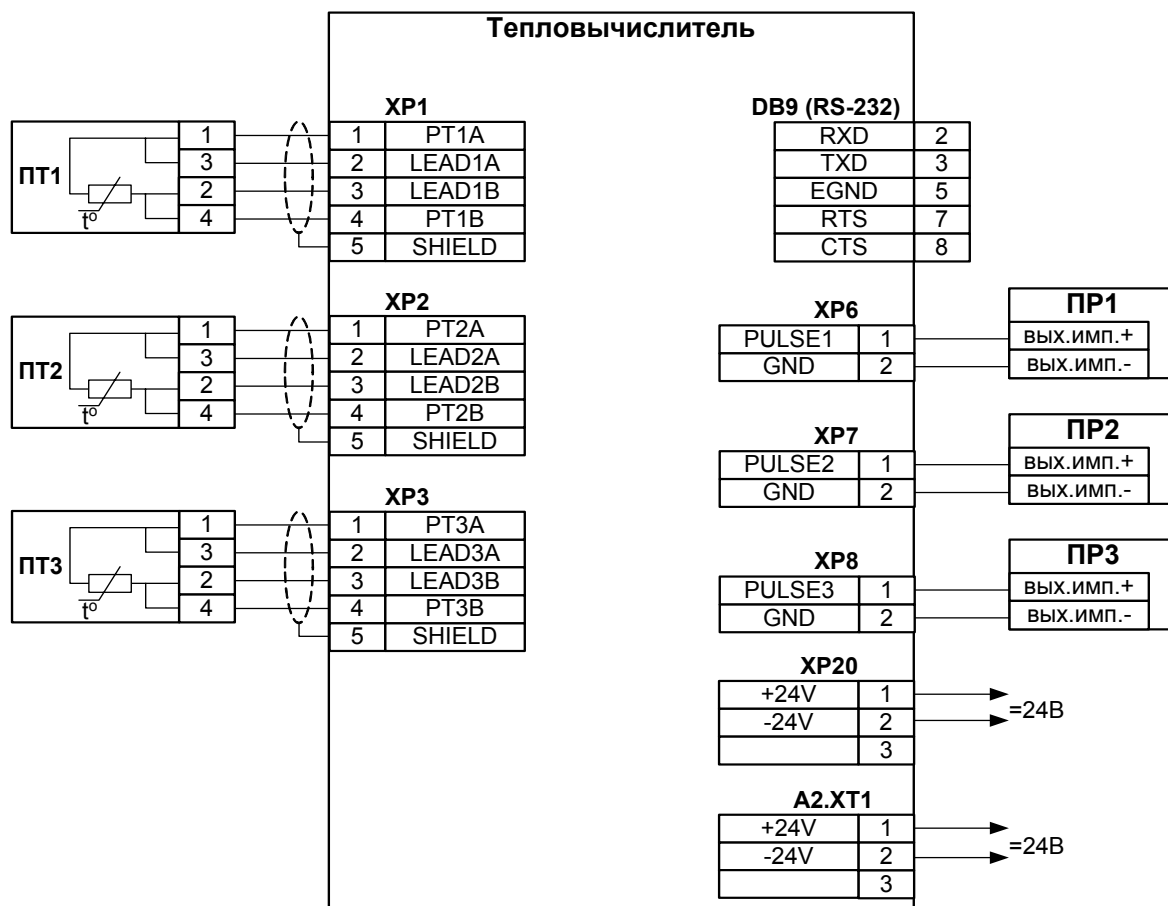 Тепловычислитель
XP1
1 PT1A
2 LEAD1A
3 LEAD1B
4 PT1B
5 SHIELD
ПТ1
1
3
2
4
t°
XP2
1 PT2A
2 LEAD2A
3 LEAD2B
4 PT2B
5 SHIELD
ПТ2
1
3
2
4
t°
XP3
1 PT3A
2 LEAD3A
3 LEAD3B
4 PT3B
5 SHIELD
ПТ3
1
3
2
4
t°
DB9 (RS-232)
RXD 2
TXD 3
EGND 5
RTS 7
CTS 8
XP6
PULSE1 1
GND 2
ПР1
вых.имп.+
вых.имп.-
XP7
PULSE2 1
GND 2
ПР2
вых.имп.+
вых.имп.-
XP8
PULSE3 1
GND 2
ПР3
вых.имп.+
вых.имп.-
XP20
+24V 1
-24V 2
3
=24В
A2.XT1
+24V 1
-24V 2
3
=24В